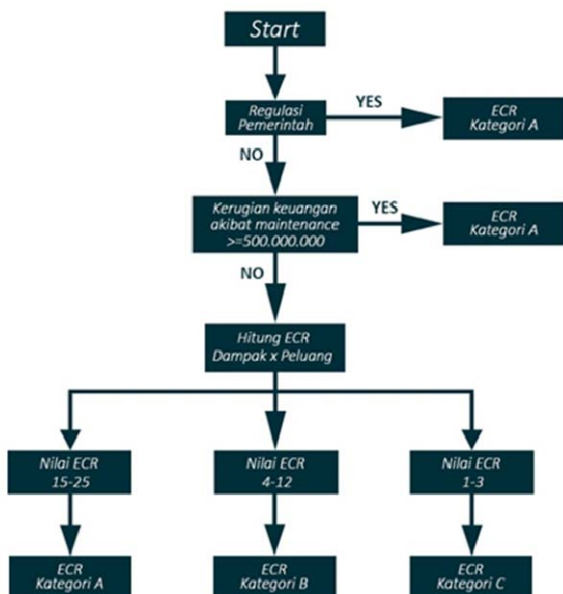 Start
Regulasi
Pemerintah
YES
ECR
Kategori A
NO
Kerugian keuangan
akibat maintenance
>=500.000.000
YES
ECR
Kategori A
NO
Hitung ECR
Dampak x Peluang
Nilai ECR
15-25
Nilai ECR
4-12
Nilai ECR
1-3
ECR
Kategori A
ECR
Kategori B
ECR
Kategori C